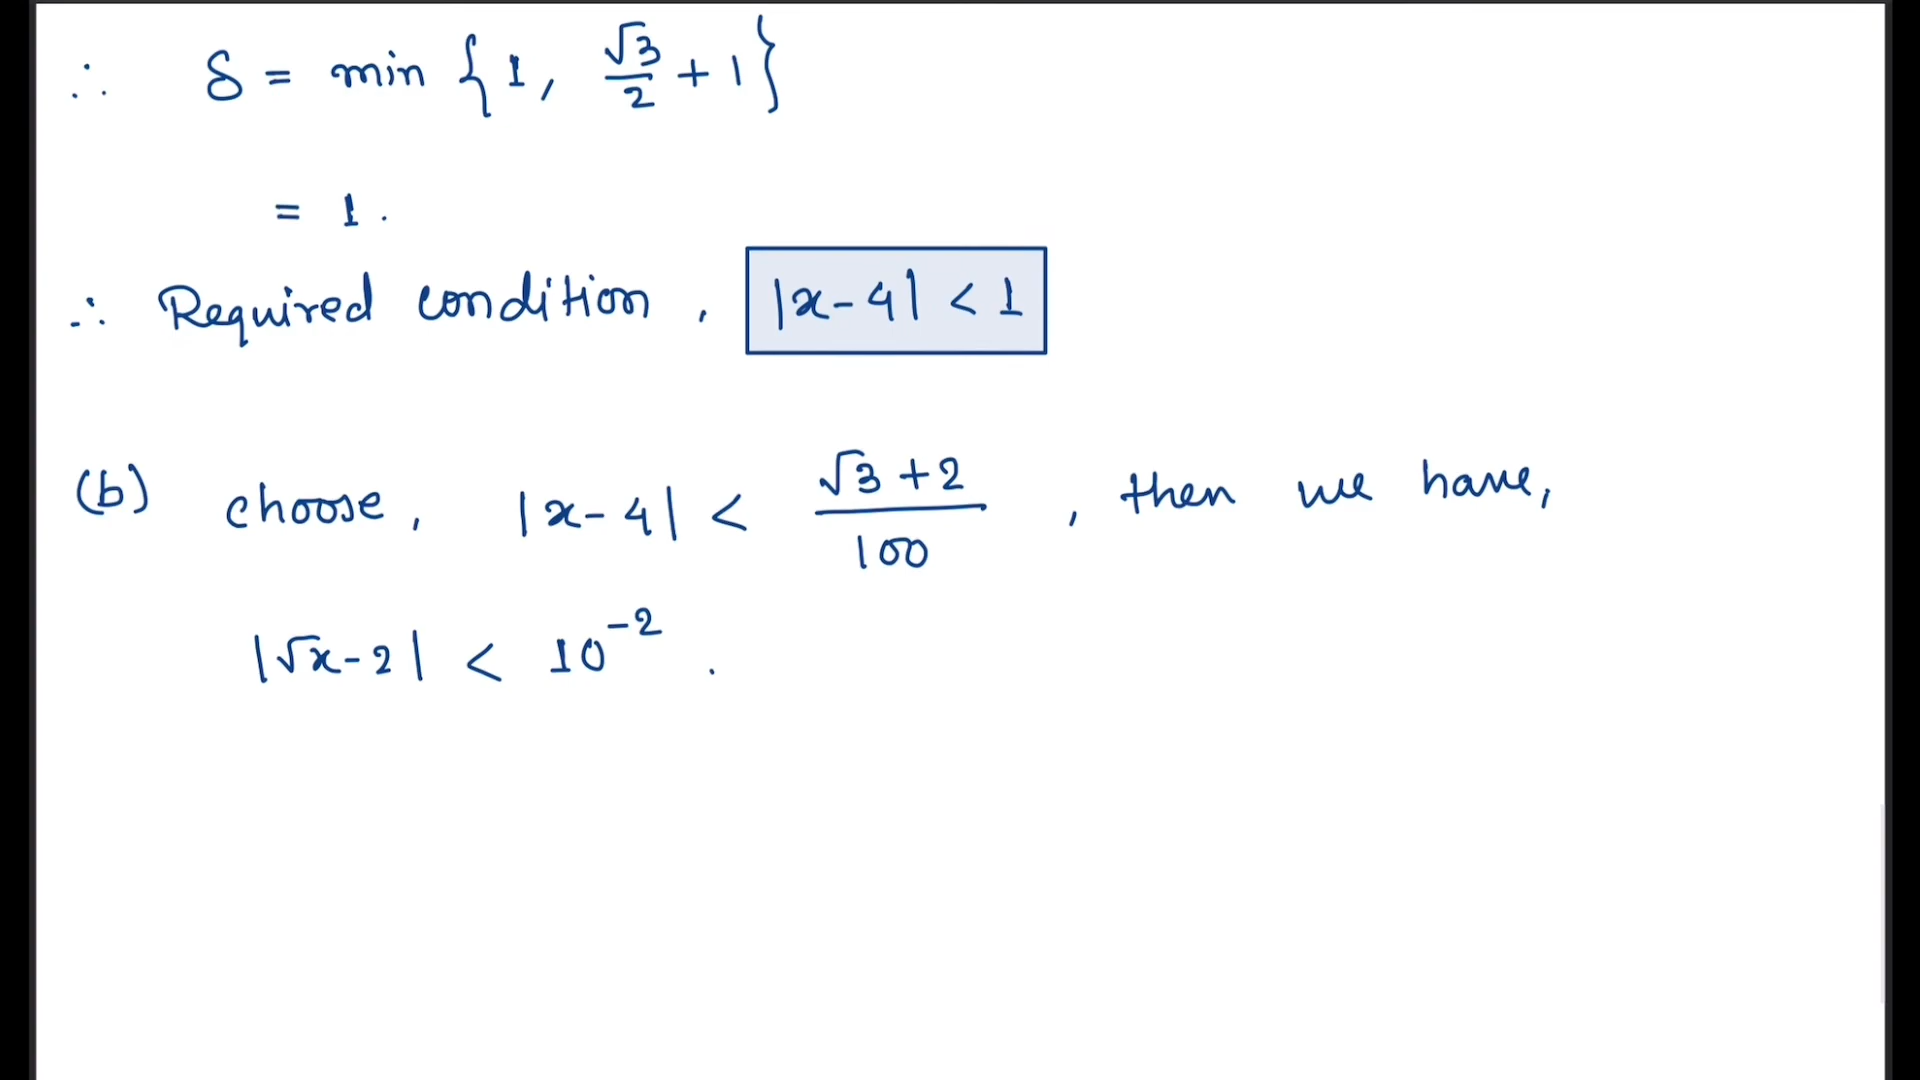 ∴ δ = min {1, √3/2 + 1}
= 1.
∴ Required condition, |x-4| < 1
(b) choose, |x-4| < (√3+2)/100, then we have,
|√x-2| < 10^-2.